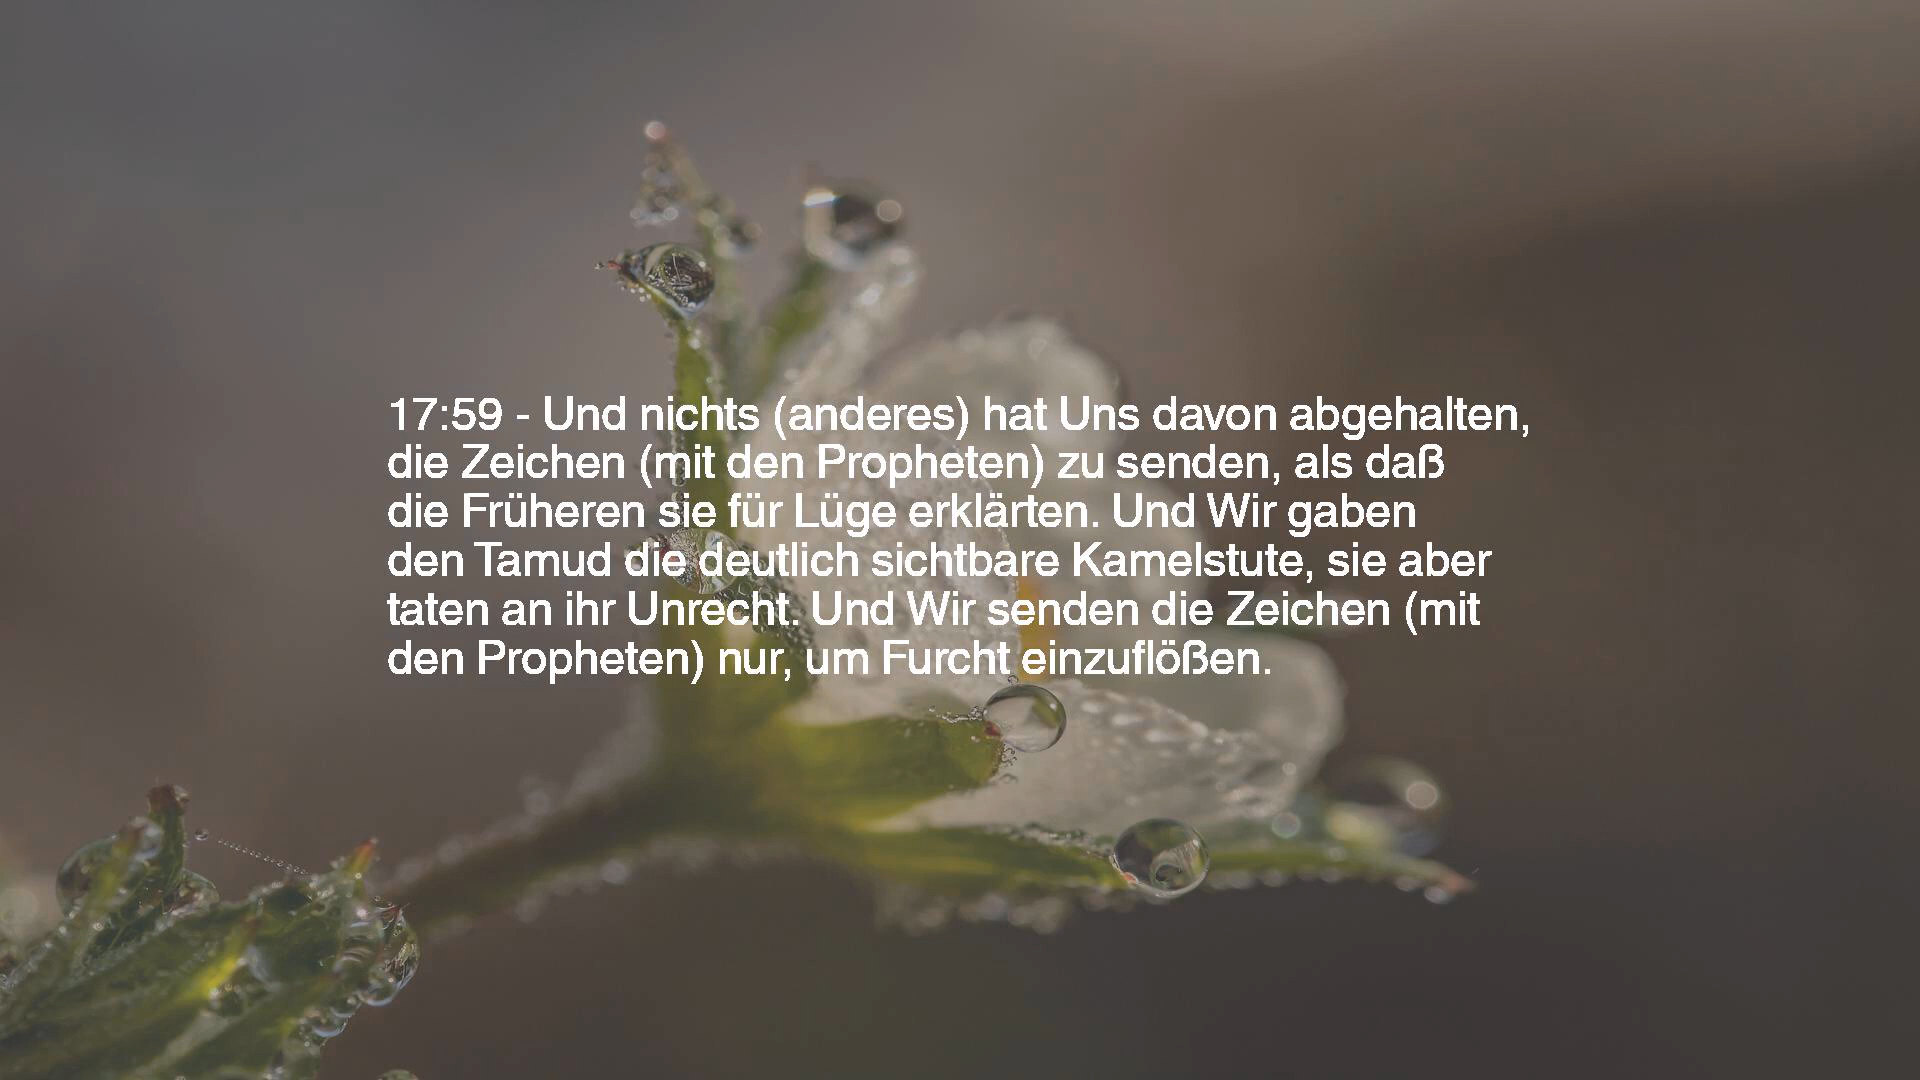 17:59 - Und nichts (anderes) hat Uns davon abgehalten,
die Zeichen (mit den Propheten) zu senden, als daß
die Früheren sie für Lüge erklärten. Und Wir gaben
den Tamud die deutlich sichtbare Kamelstute, sie aber
taten an ihr Unrecht. Und Wir senden die Zeichen (mit
den Propheten) nur, um Furcht einzuflößen.